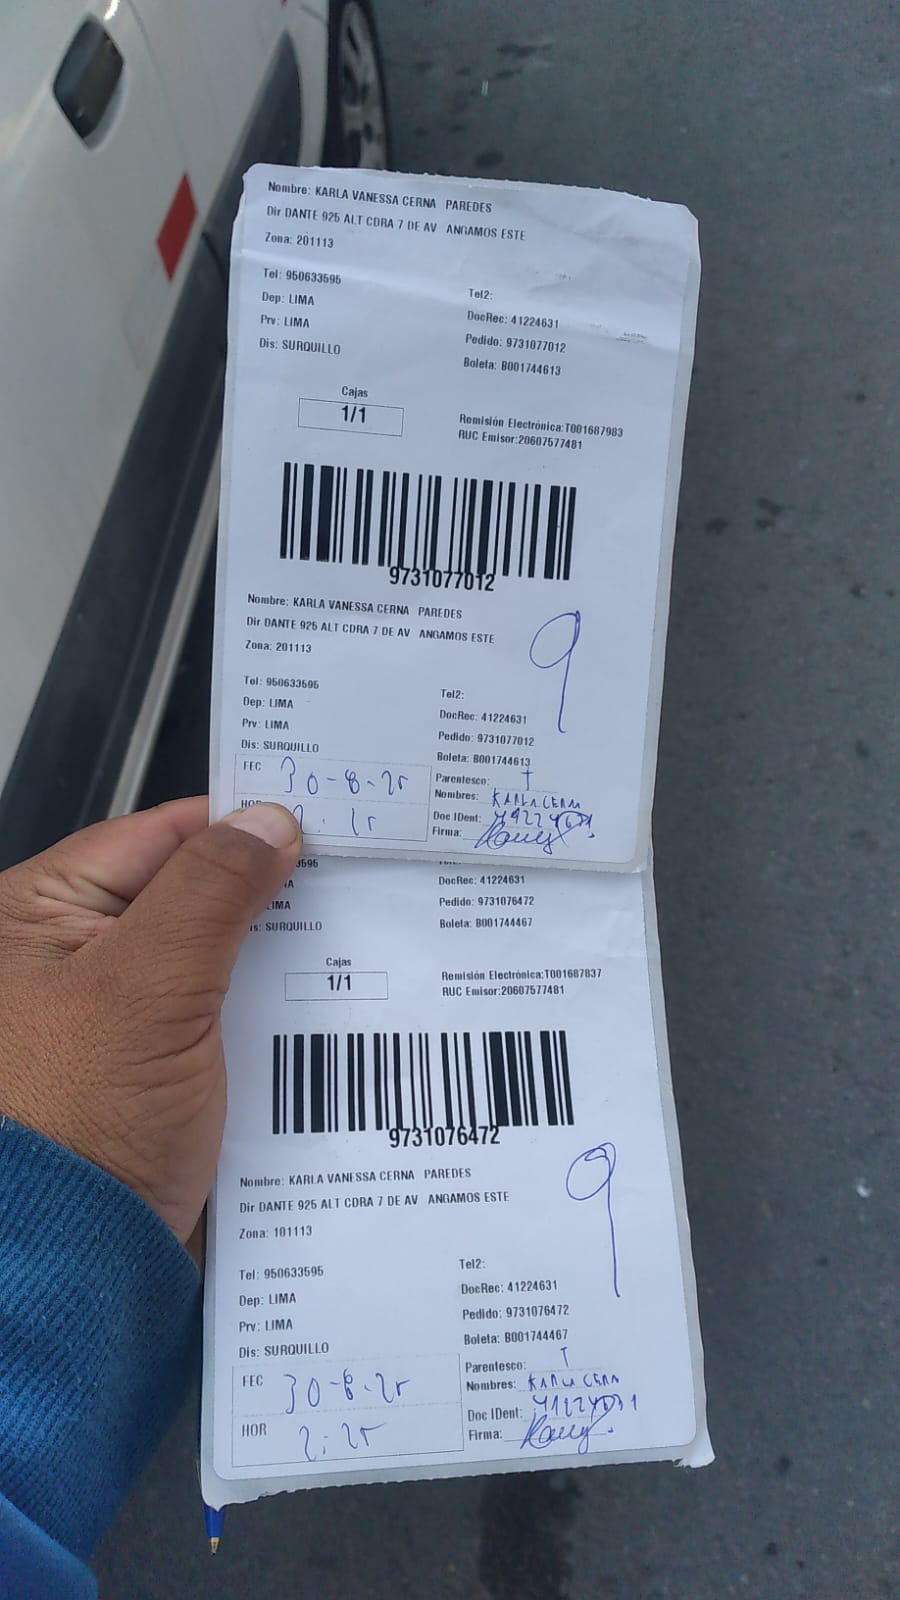 Nombre: KARLA VANESSA CERNA PAREDES
Dir DANTE 925 ALT CDRA 7 DE AV ANGAMOS ESTE
Zona: 201113
Tel: 950633595 Tel2:
Dep: LIMA DocRec: 41224631
Prv: LIMA Pedido: 9731077012
Dis: SURQUILLO Boleta: B001744613
Cajas
1/1
Remisión Electrónica:T001687983
RUC Emisor:20607577481
9731077012
Nombre: KARLA VANESSA CERNA PAREDES
Dir DANTE 925 ALT CDRA 7 DE AV ANGAMOS ESTE
Zona: 201113
9
Tel: 950633595 Tel2:
Dep: LIMA DocRec: 41224631
Prv: LIMA Pedido: 9731077012
Dis: SURQUILLO Boleta: B001744613
FEC 30-8-25 Parentesco: T
Nombres: KARLA CERNA
HOR Doc IDent: 41224631
Firma:
3595
IA DocRec: 41224631
.IMA Pedido: 9731076472
is: SURQUILLO Boleta: B001744467
Cajas
1/1
Remisión Electrónica:T001687837
RUC Emisor:20607577481
9731076472
Nombre: KARLA VANESSA CERNA PAREDES
Dir DANTE 925 ALT CDRA 7 DE AV ANGAMOS ESTE
Zona: 101113
9
Tel: 950633595 Tel2:
Dep: LIMA DocRec: 41224631
Prv: LIMA Pedido: 9731076472
Dis: SURQUILLO Boleta: B001744467
FEC 30-8-25 Parentesco: T
Nombres: KARLA CERN
HOR 2:25 Doc IDent: 41224631
Firma: